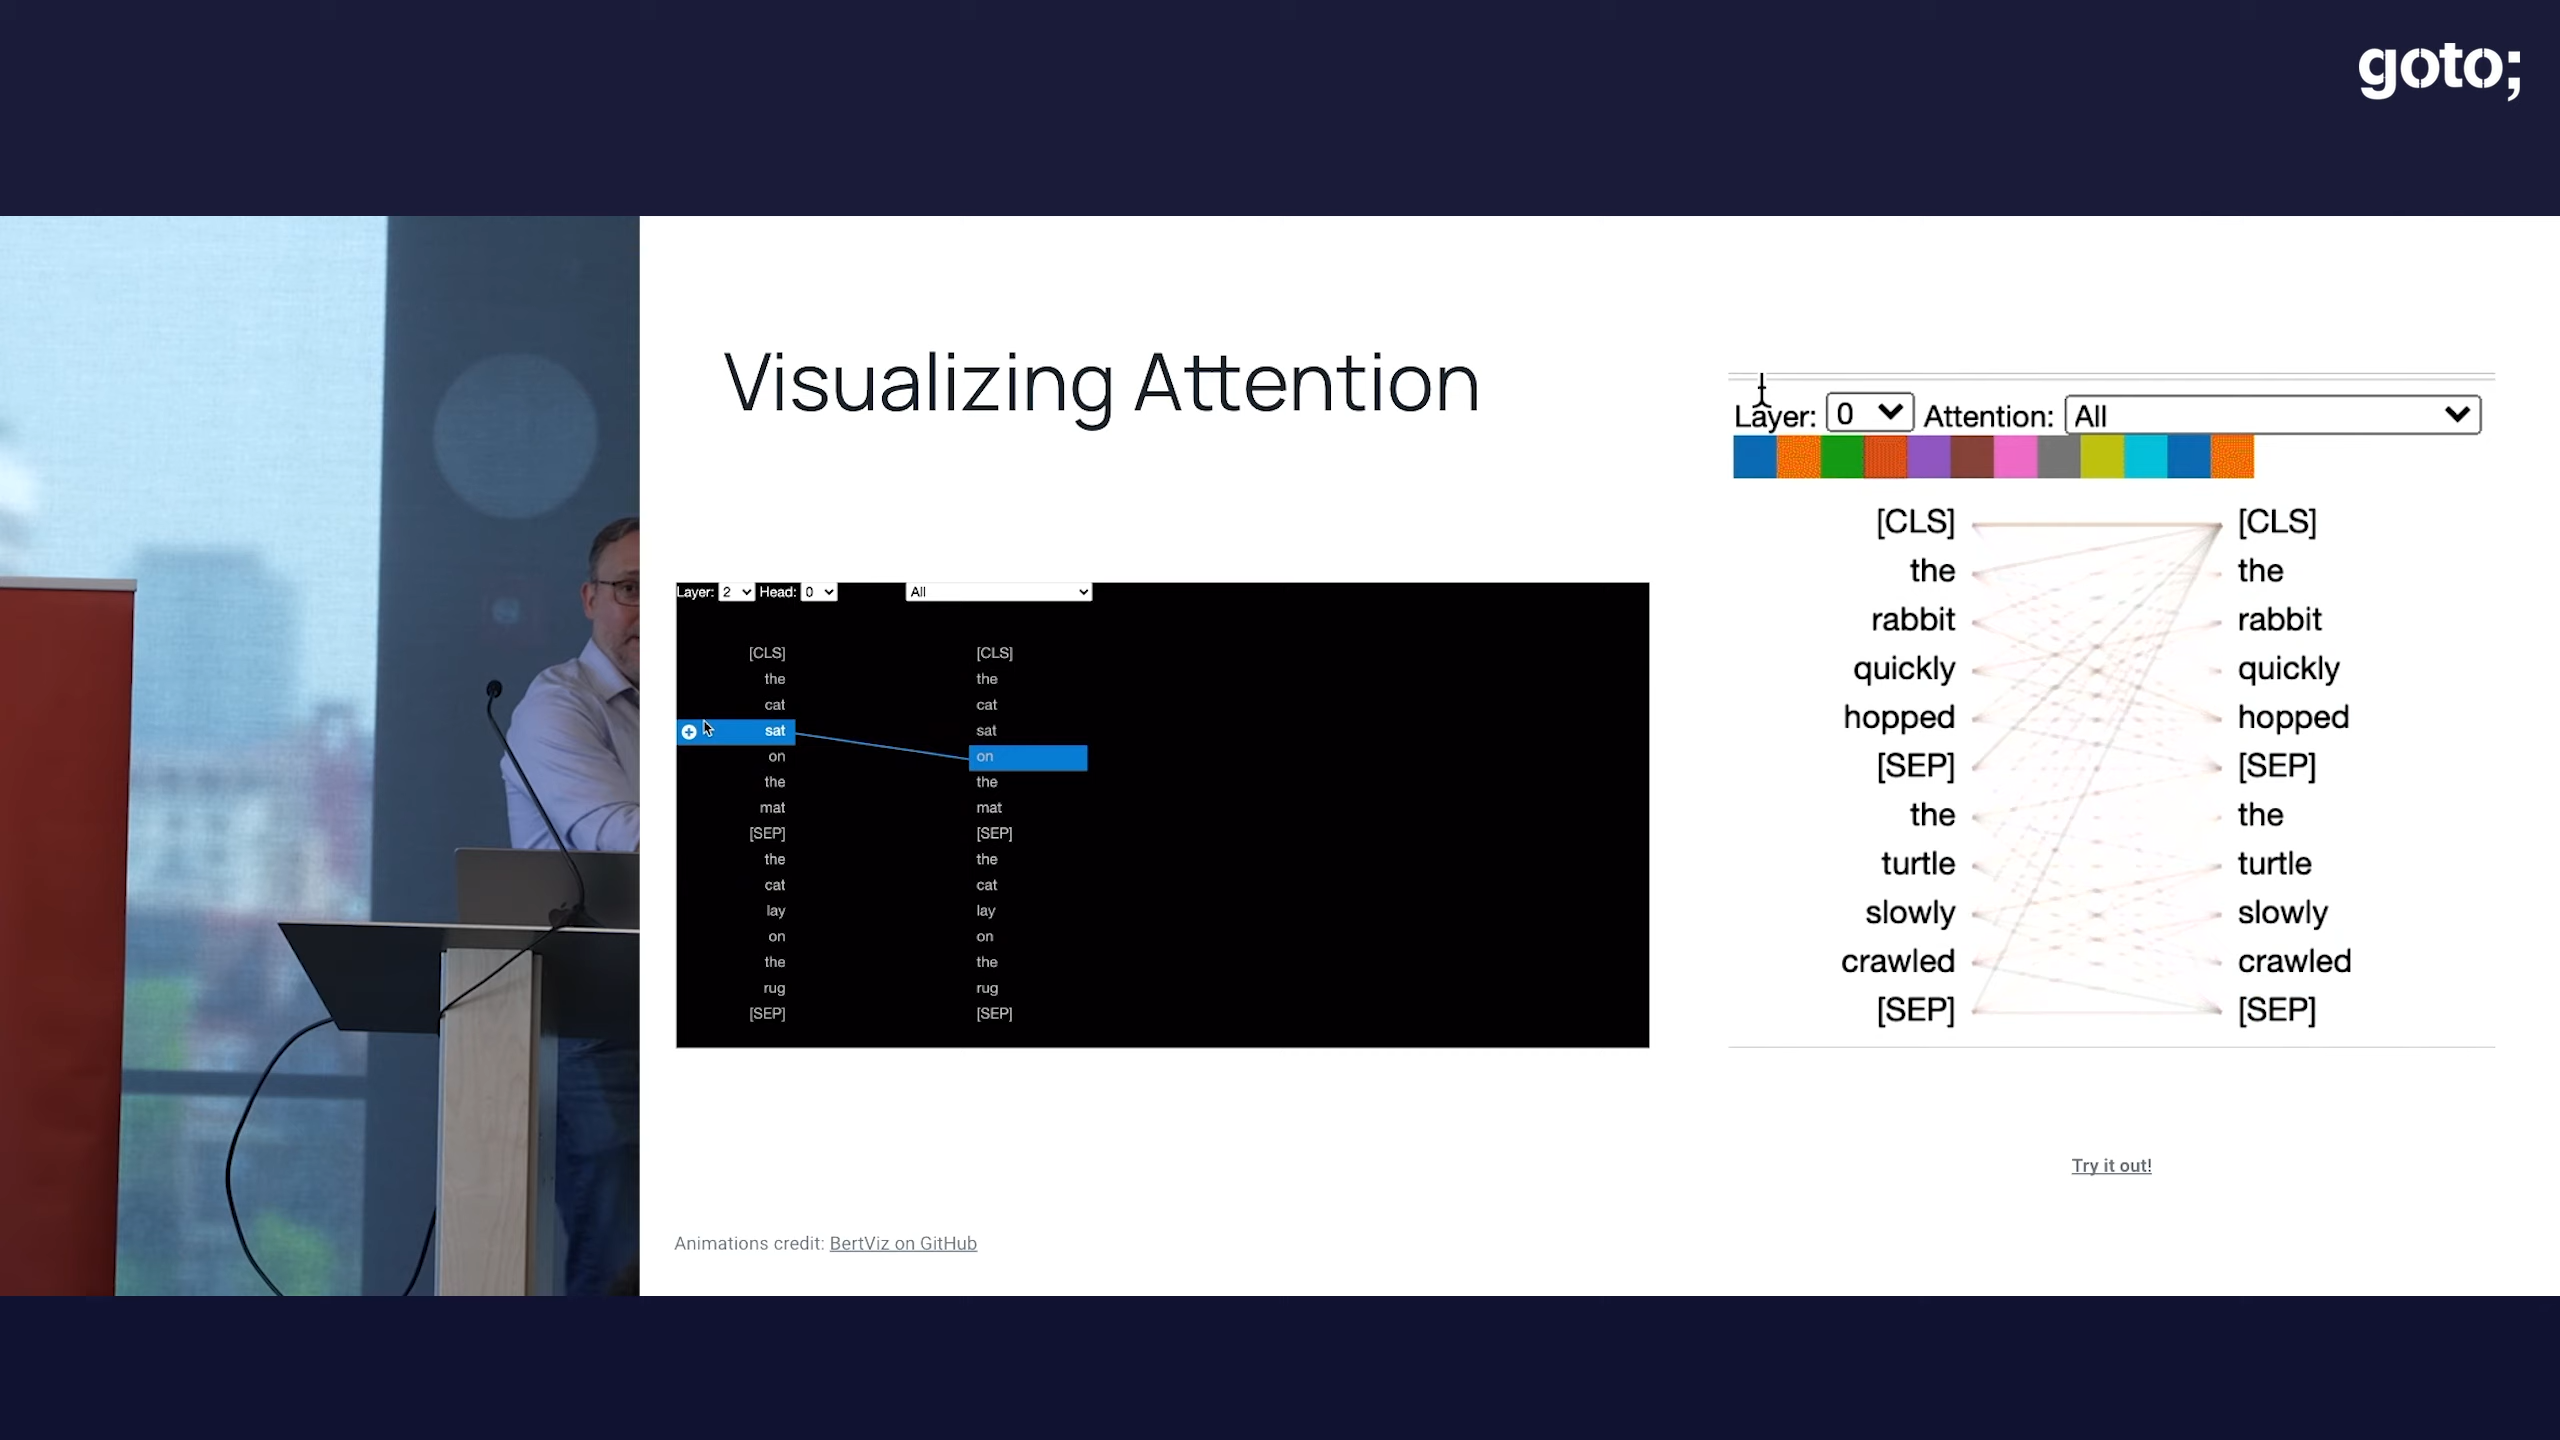 goto;
Visualizing Attention
Layer: 2 Head: 0 All
[CLS] [CLS]
the the
cat cat
sat sat
on on
the the
mat mat
[SEP] [SEP]
the the
cat cat
lay lay
on on
the the
rug rug
[SEP] [SEP]
Layer: 0 Attention: All
[CLS] [CLS]
the the
rabbit rabbit
quickly quickly
hopped hopped
[SEP] [SEP]
the the
turtle turtle
slowly slowly
crawled crawled
[SEP] [SEP]
Try it out!
Animations credit: BertViz on GitHub